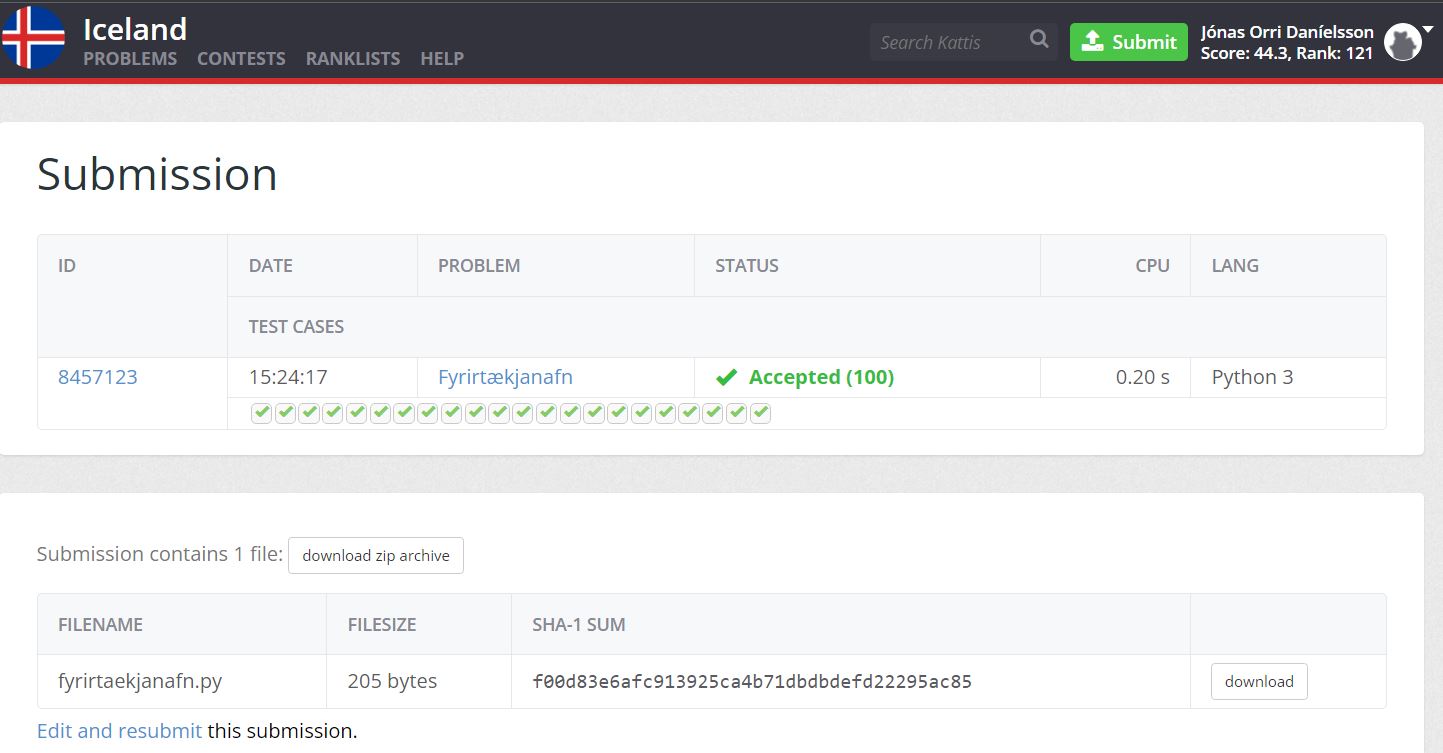 Iceland
PROBLEMS CONTESTS RANKLISTS HELP
Search Kattis
Submit
Jónas Orri Daníelsson
Score: 44.3, Rank: 121
Submission
ID DATE PROBLEM STATUS CPU LANG
TEST CASES
8457123 15:24:17 Fyrirtækjanafn Accepted (100) 0.20 s Python 3
Submission contains 1 file: download zip archive
FILENAME FILESIZE SHA-1 SUM
fyrirtaekjanafn.py 205 bytes f00d83e6afc913925ca4b71dbdbdefd22295ac85 download
Edit and resubmit this submission.